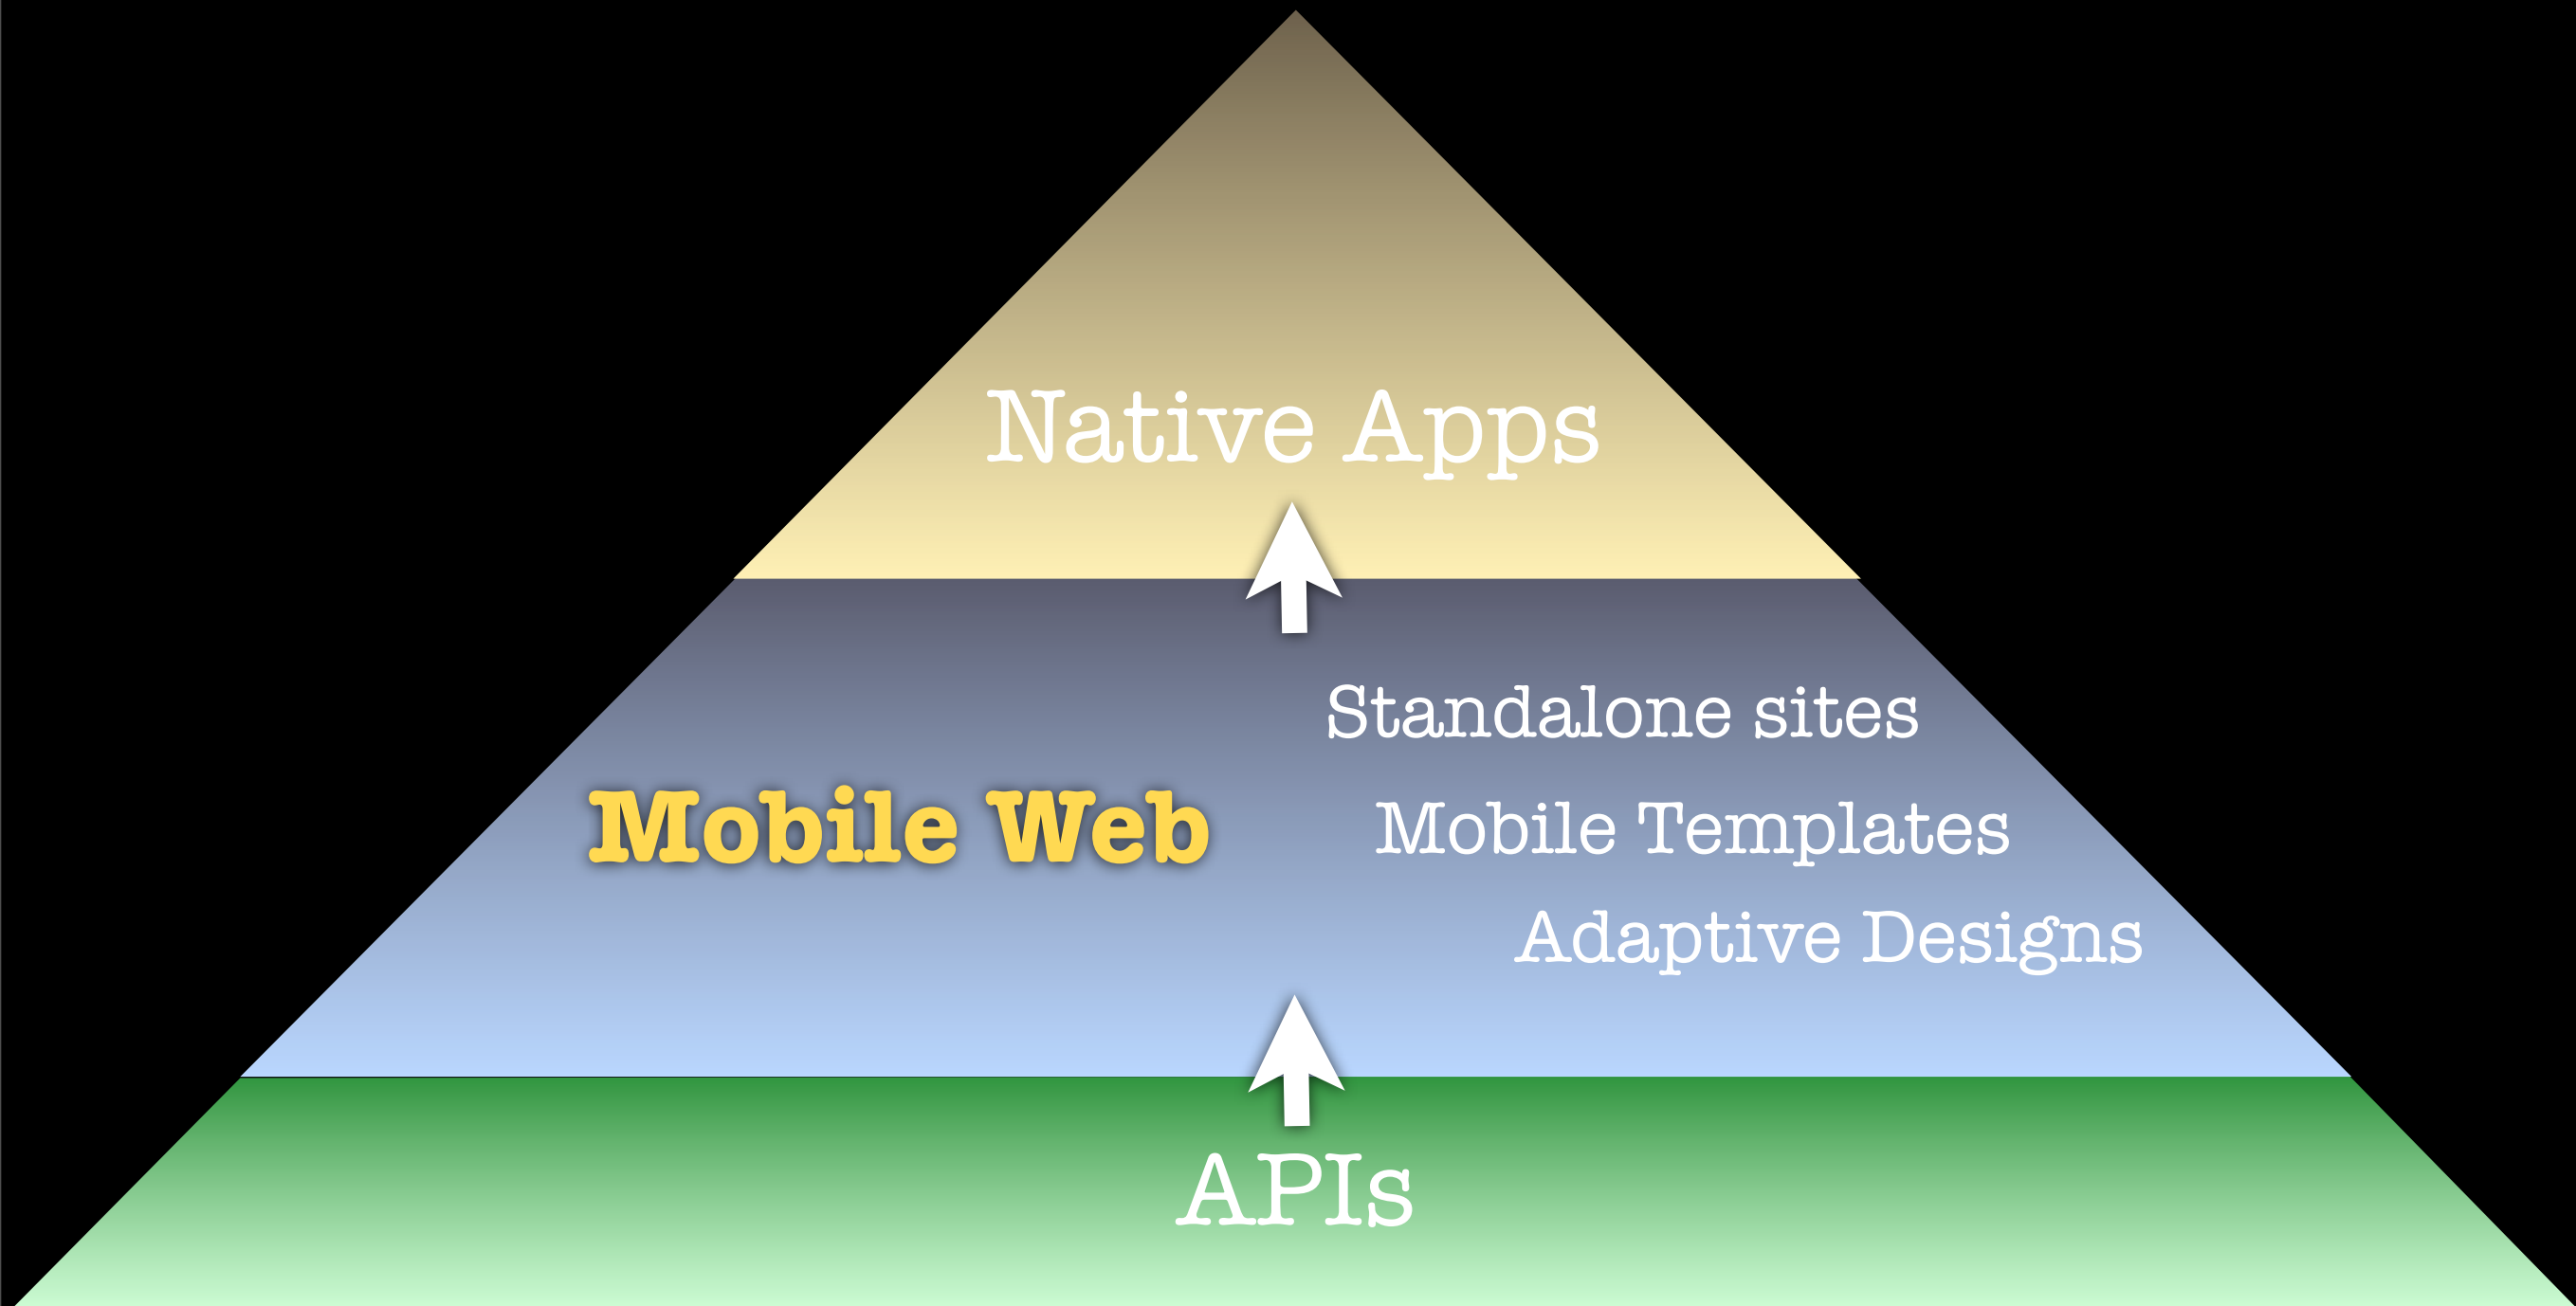 Native Apps
Standalone sites
Mobile Web
Mobile Templates
Adaptive Designs
APIs